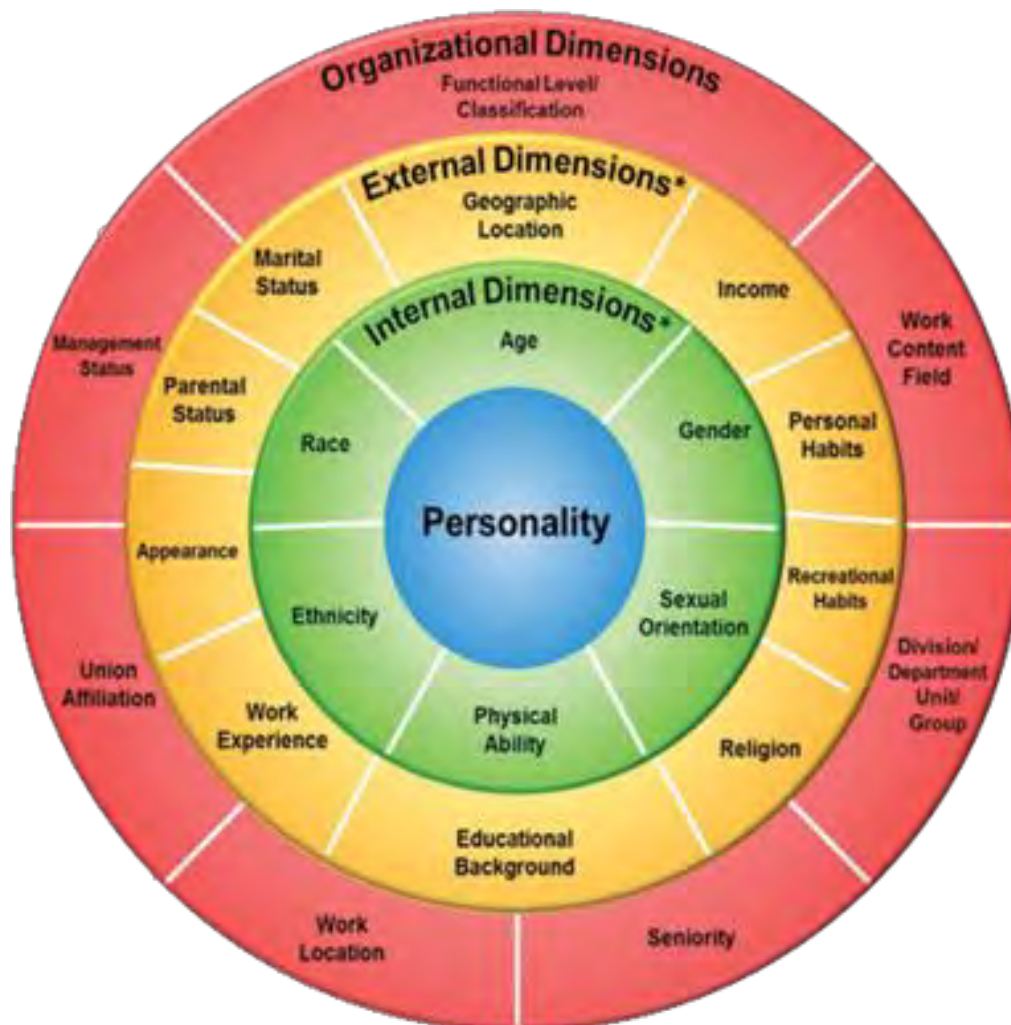 Organizational Dimensions
Functional Level/
Classification
External Dimensions*
Geographic
Location
Marital
Status
Income
Internal Dimensions*
Age
Management
Status
Work
Content
Field
Parental
Status
Personal
Habits
Race
Gender
Personality
Appearance
Recreational
Habits
Ethnicity
Sexual
Orientation
Union
Affiliation
Division/
Department
Unit/
Group
Work
Experience
Physical
Ability
Religion
Educational
Background
Work
Location
Seniority